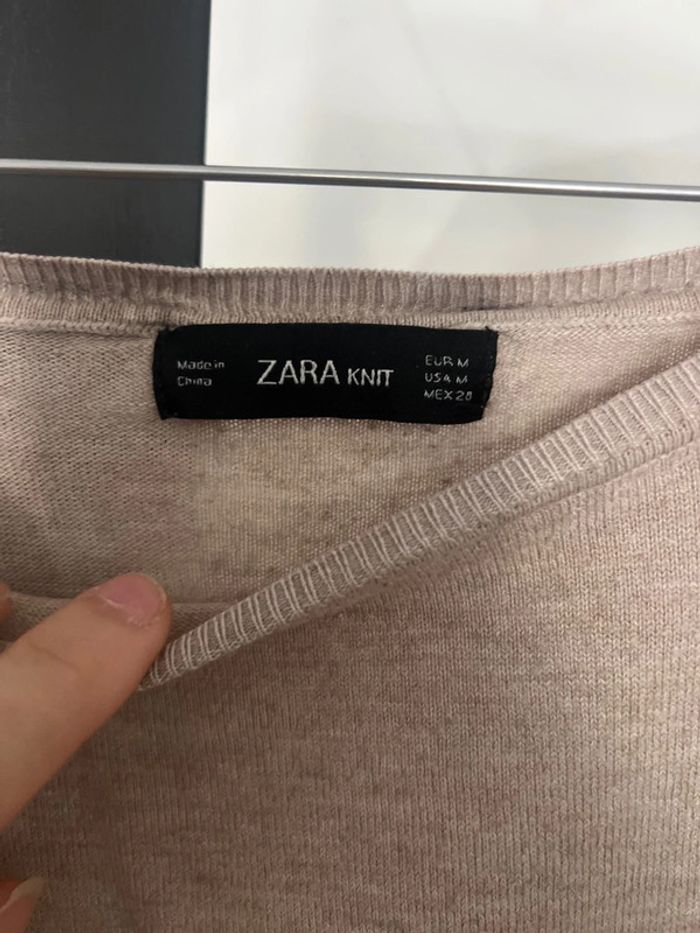 Made in
China
ZARA KNIT
EUR M
USA M
MEX 28